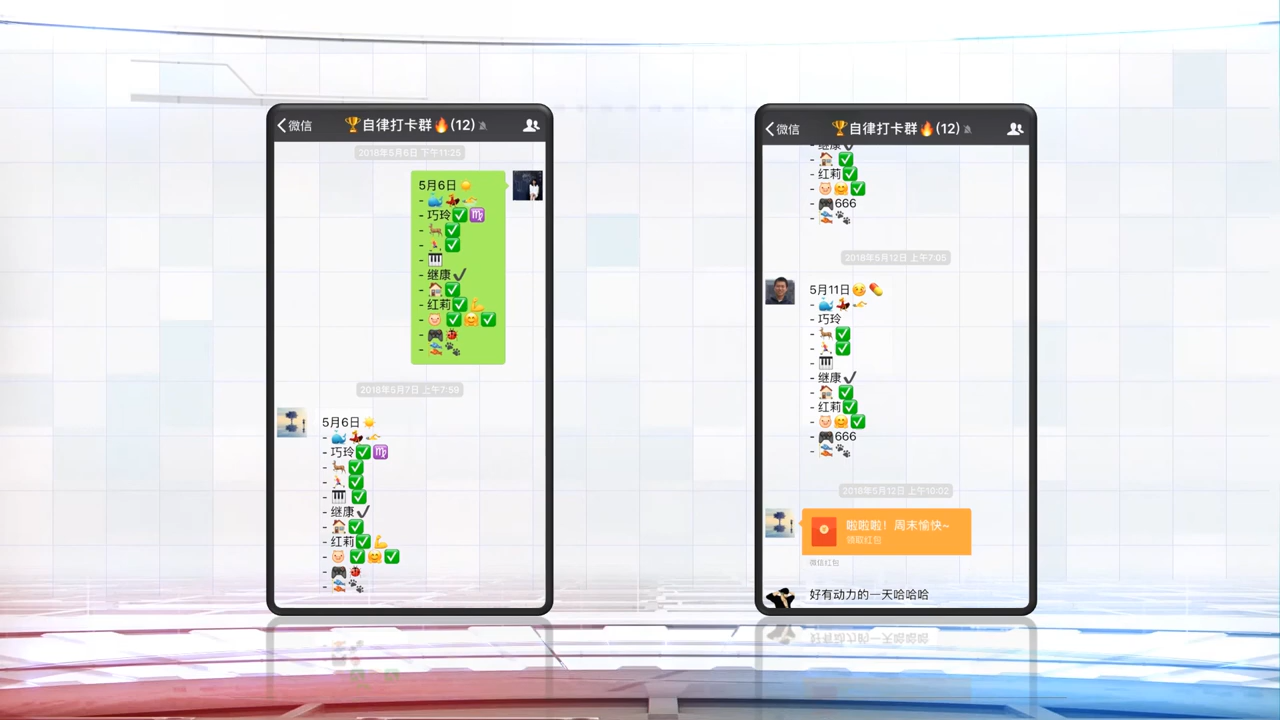 微信
🏆自律打卡群🔥(12)
2018年5月6日 下午11:25
5月6日 ☀️
- 🐳💃🏊
- 巧玲✅♍
- 🦌✅
- 🏃✅
- 🎹
- 继康✔️
- 🏠✅
- 红莉✅💪
- 🐷✅🤗✅
- 🎮🐞
- 🐟🐾
2018年5月7日 上午7:59
5月6日 ☀️
- 🐳💃🏊
- 巧玲✅♍
- 🦌✅
- 🏃✅
- 🎹✅
- 继康✔️
- 🏠✅
- 红莉✅💪
- 🐷✅🤗✅
- 🎮🐞
- 🐟🐾
微信
🏆自律打卡群🔥(12)
- 继康✔️
- 🏠✅
- 红莉✅
- 🐷🤗✅
- 🎮666
- 🐟🐾
2018年5月12日 上午7:05
5月11日😷💊
- 🐳💃🏊
- 巧玲
- 🦌✅
- 🏃✅
- 🎹
- 继康✔️
- 🏠✅
- 红莉✅
- 🐷🤗✅
- 🎮666
- 🐟🐾
2018年5月12日 上午10:02
啦啦啦！周末愉快~
领取红包
微信红包
好有动力的一天哈哈哈